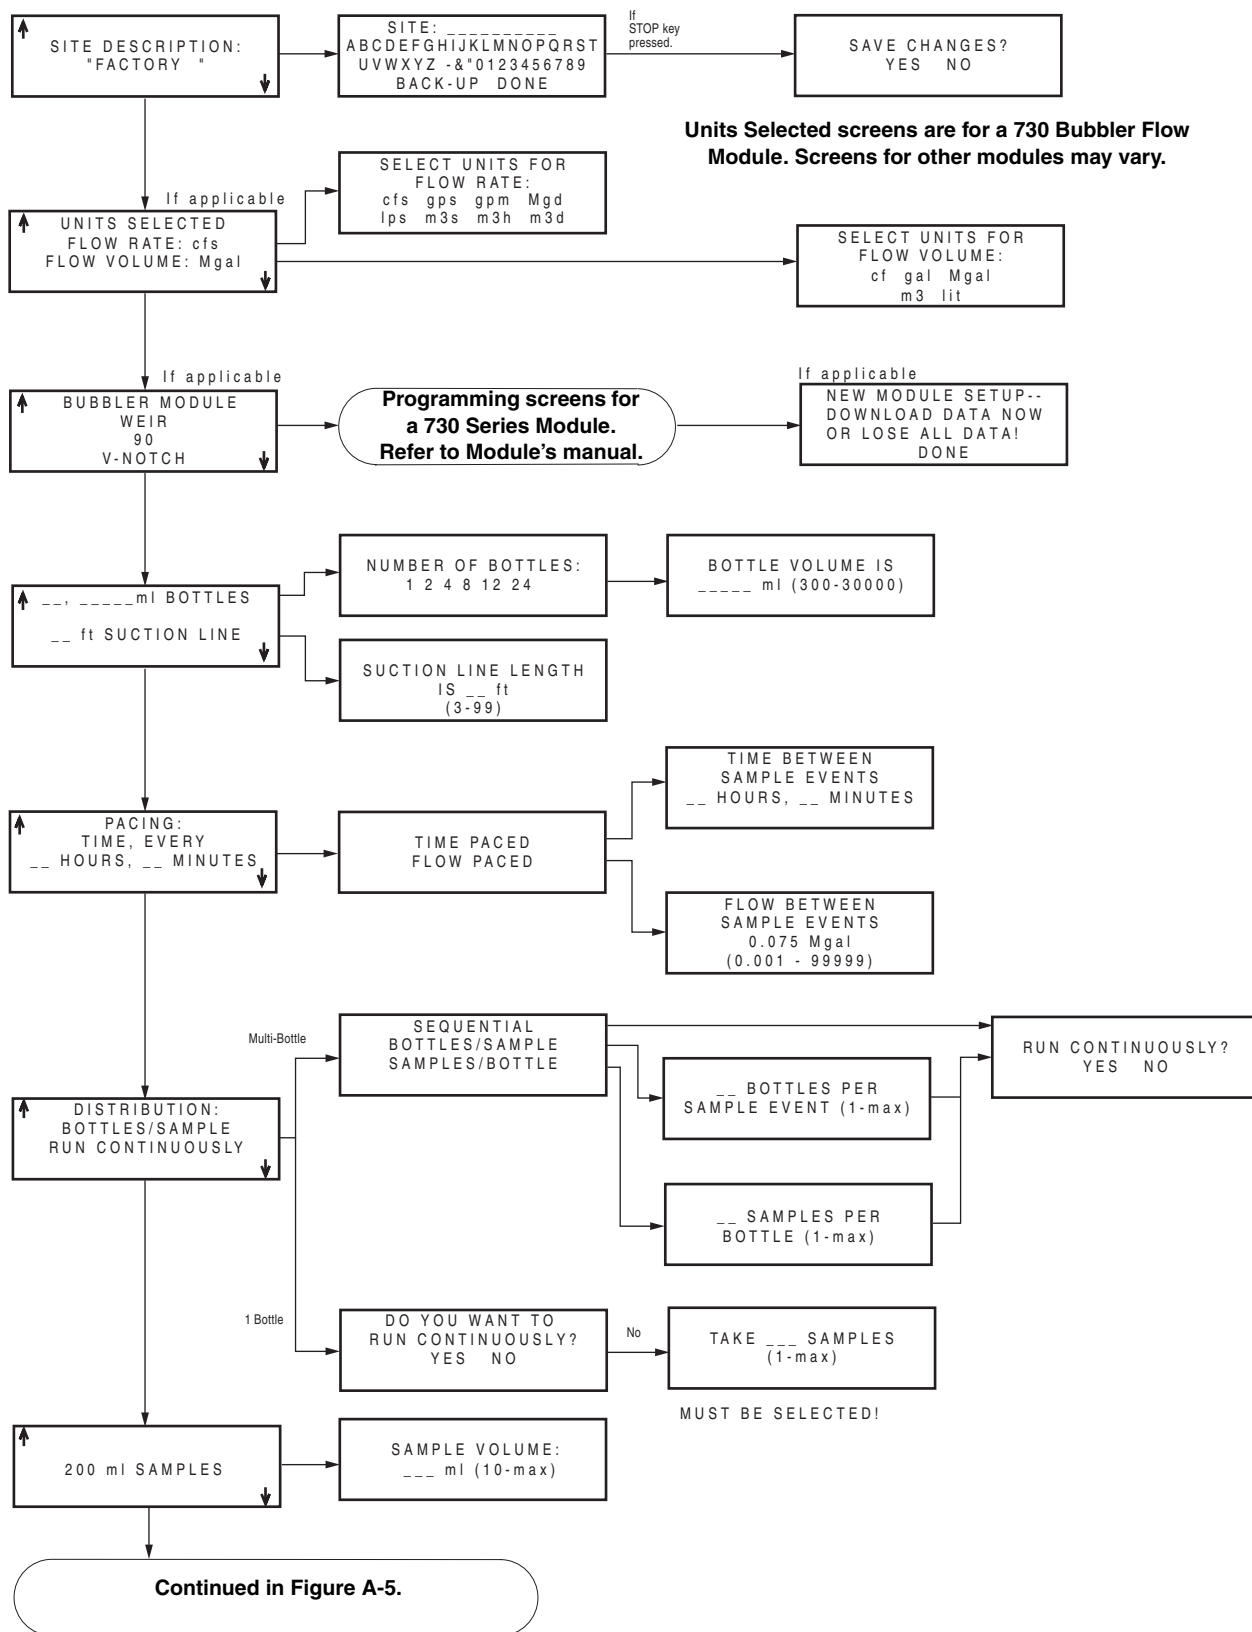 SITE DESCRIPTION:
"FACTORY "
SITE: __________
ABCDEFGHIJKLMNOPQRST
UVWXYZ -&"0123456789
BACK-UP DONE
If
STOP key
pressed.
SAVE CHANGES?
YES NO
Units Selected screens are for a 730 Bubbler Flow
Module. Screens for other modules may vary.
If applicable
UNITS SELECTED
FLOW RATE: cfs
FLOW VOLUME: Mgal
SELECT UNITS FOR
FLOW RATE:
cfs gps gpm Mgd
lps m3s m3h m3d
SELECT UNITS FOR
FLOW VOLUME:
cf gal Mgal
m3 lit
If applicable
BUBBLER MODULE
WEIR
90
V-NOTCH
Programming screens for
a 730 Series Module.
Refer to Module's manual.
If applicable
NEW MODULE SETUP--
DOWNLOAD DATA NOW
OR LOSE ALL DATA!
DONE
__, _____ml BOTTLES
__ ft SUCTION LINE
NUMBER OF BOTTLES:
1 2 4 8 12 24
BOTTLE VOLUME IS
_____ ml (300-30000)
SUCTION LINE LENGTH
IS __ ft
(3-99)
PACING:
TIME, EVERY
__ HOURS, __ MINUTES
TIME PACED
FLOW PACED
TIME BETWEEN
SAMPLE EVENTS
__ HOURS, __ MINUTES
FLOW BETWEEN
SAMPLE EVENTS
0.075 Mgal
(0.001 - 99999)
DISTRIBUTION:
BOTTLES/SAMPLE
RUN CONTINUOUSLY
Multi-Bottle
SEQUENTIAL
BOTTLES/SAMPLE
SAMPLES/BOTTLE
__ BOTTLES PER
SAMPLE EVENT (1-max)
__ SAMPLES PER
BOTTLE (1-max)
RUN CONTINUOUSLY?
YES NO
1 Bottle
DO YOU WANT TO
RUN CONTINUOUSLY?
YES NO
No
TAKE ___ SAMPLES
(1-max)
MUST BE SELECTED!
200 ml SAMPLES
SAMPLE VOLUME:
___ ml (10-max)
Continued in Figure A-5.